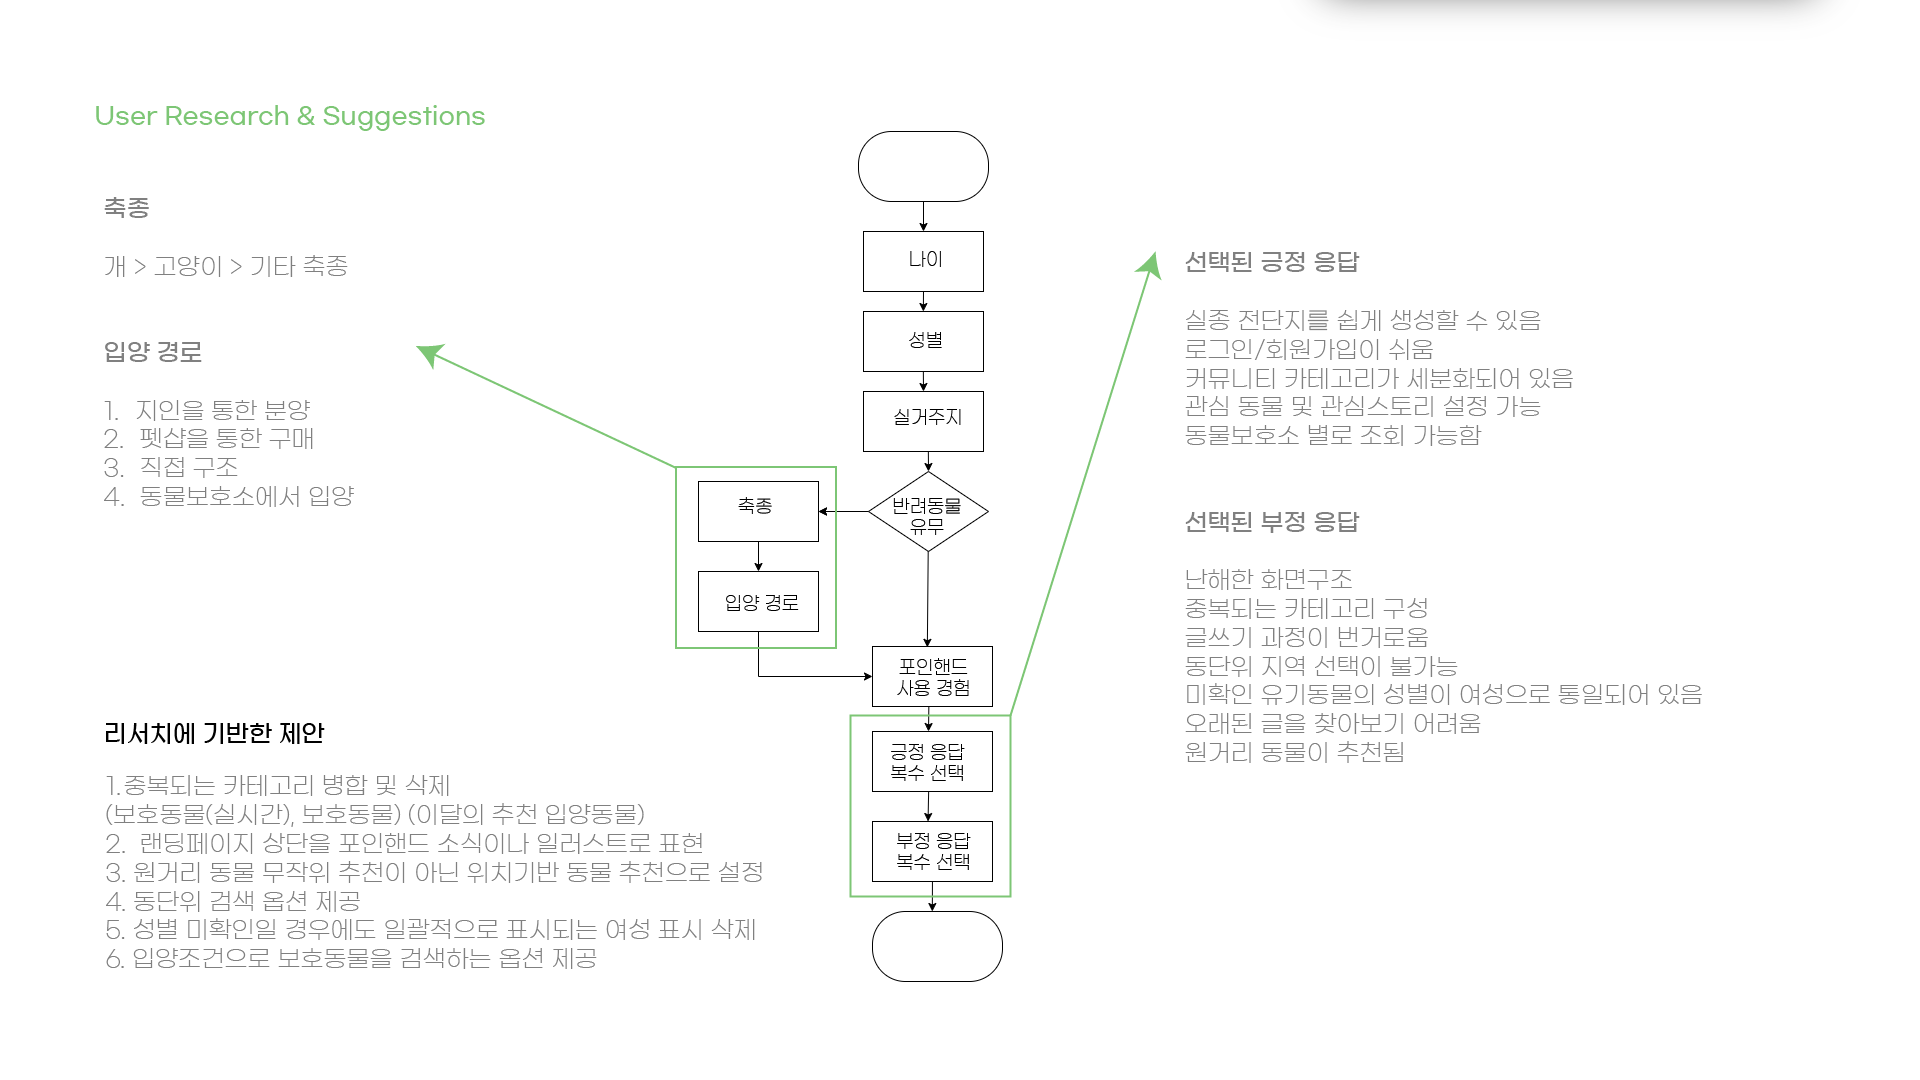 User Research & Suggestions
축종
개 > 고양이 > 기타 축종
입양 경로
1. 지인을 통한 분양
2. 펫샵을 통한 구매
3. 직접 구조
4. 동물보호소에서 입양
리서치에 기반한 제안
1.중복되는 카테고리 병합 및 삭제
(보호동물(실시간), 보호동물) (이달의 추천 입양동물)
2. 랜딩페이지 상단을 포인핸드 소식이나 일러스트로 표현
3. 원거리 동물 무작위 추천이 아닌 위치기반 동물 추천으로 설정
4. 동단위 검색 옵션 제공
5. 성별 미확인일 경우에도 일괄적으로 표시되는 여성 표시 삭제
6. 입양조건으로 보호동물을 검색하는 옵션 제공
나이
성별
실거주지
반려동물
유무
축종
입양 경로
포인핸드
사용 경험
긍정 응답
복수 선택
부정 응답
복수 선택
선택된 긍정 응답
실종 전단지를 쉽게 생성할 수 있음
로그인/회원가입이 쉬움
커뮤니티 카테고리가 세분화되어 있음
관심 동물 및 관심스토리 설정 가능
동물보호소 별로 조회 가능함
선택된 부정 응답
난해한 화면구조
중복되는 카테고리 구성
글쓰기 과정이 번거로움
동단위 지역 선택이 불가능
미확인 유기동물의 성별이 여성으로 통일되어 있음
오래된 글을 찾아보기 어려움
원거리 동물이 추천됨